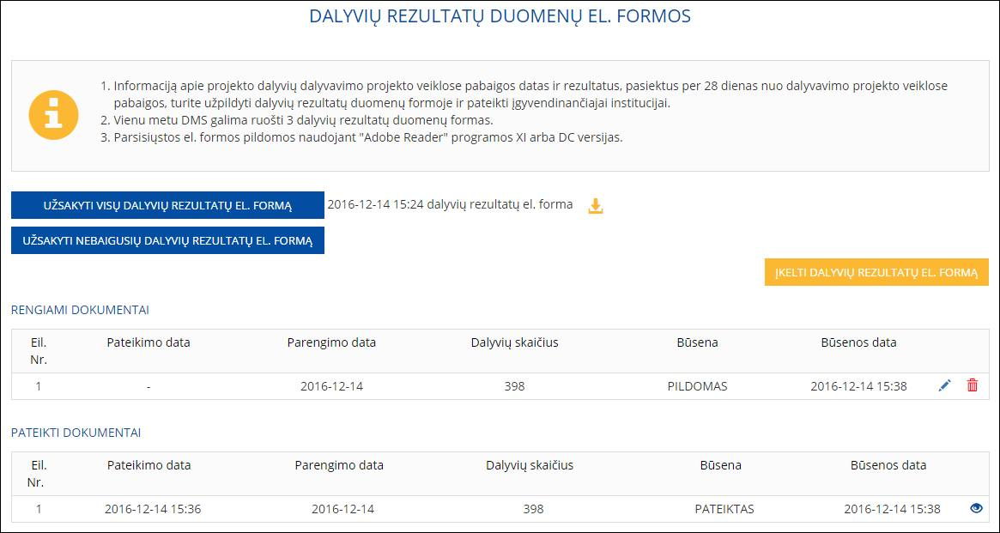 DALYVIŲ REZULTATŲ DUOMENŲ EL. FORMOS
1. Informaciją apie projekto dalyvių dalyvavimo projekto veiklose pabaigos datas ir rezultatus, pasiektus per 28 dienas nuo dalyvavimo projekto veiklose
pabaigos, turite užpildyti dalyvių rezultatų duomenų formoje ir pateikti įgyvendinančiajai institucijai.
2. Vienu metu DMS galima ruošti 3 dalyvių rezultatų duomenų formas.
3. Parsisiųstos el. formos pildomos naudojant "Adobe Reader" programos XI arba DC versijas.
UŽSAKYTI VISŲ DALYVIŲ REZULTATŲ EL. FORMĄ 2016-12-14 15:24 dalyvių rezultatų el. forma
UŽSAKYTI NEBAIGUSIŲ DALYVIŲ REZULTATŲ EL. FORMĄ
ĮKELTI DALYVIŲ REZULTATŲ EL. FORMĄ
RENGIAMI DOKUMENTAI
Eil. Pateikimo data Parengimo data Dalyvių skaičius Būsena Būsenos data
Nr.
1 - 2016-12-14 398 PILDOMAS 2016-12-14 15:38
PATEIKTI DOKUMENTAI
Eil. Pateikimo data Parengimo data Dalyvių skaičius Būsena Būsenos data
Nr.
1 2016-12-14 15:36 2016-12-14 398 PATEIKTAS 2016-12-14 15:38